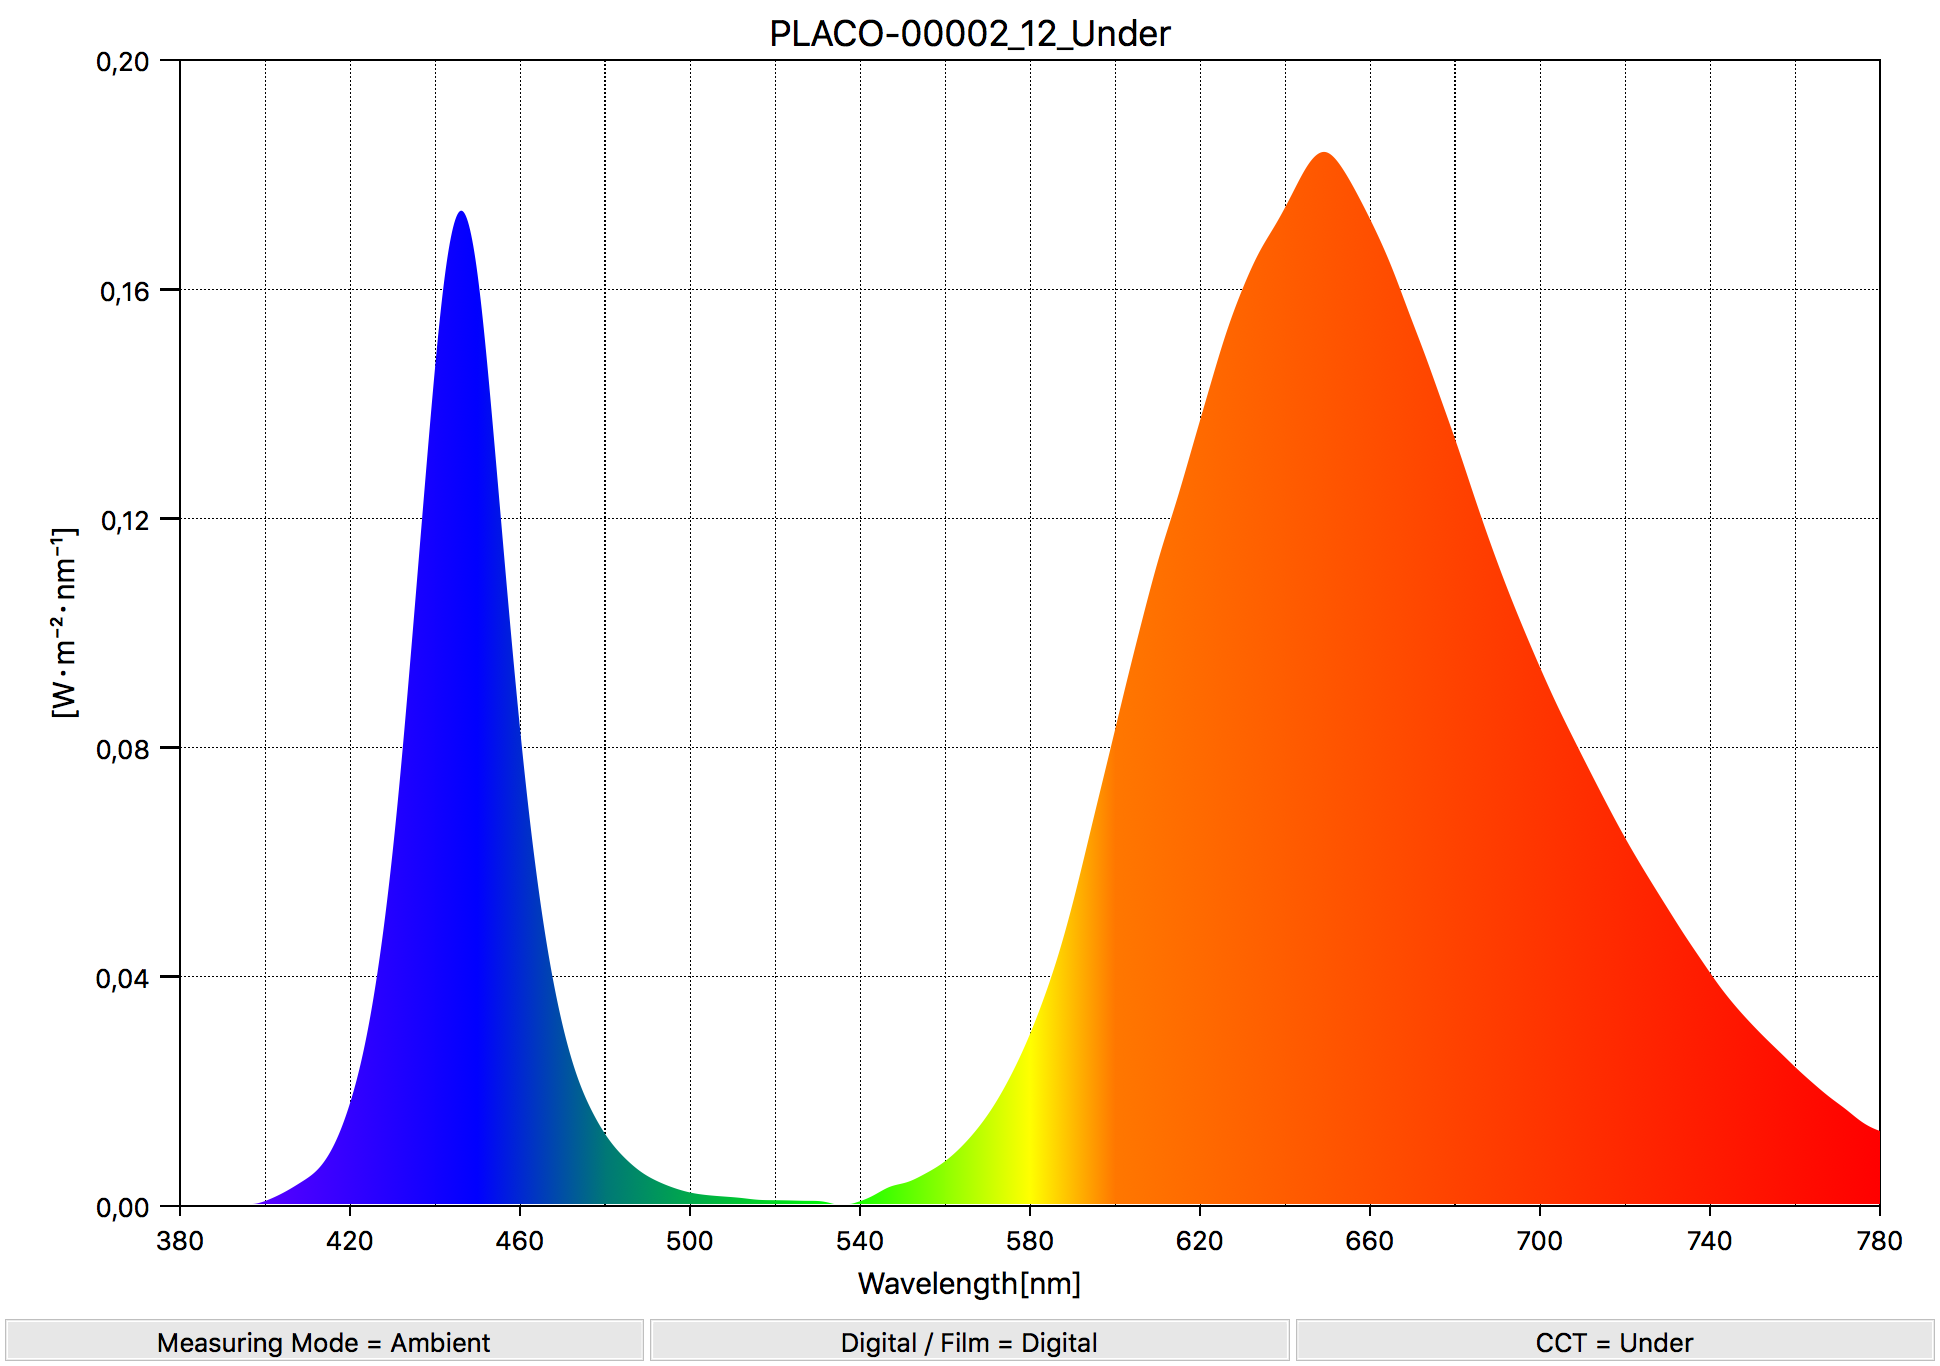 PLACO-00002_12_Under
0,20
0,16
0,12
0,08
0,04
0,00
[W・m⁻²・nm⁻¹]
380 420 460 500 540 580 620 660 700 740 780
Wavelength[nm]
Measuring Mode = Ambient
Digital / Film = Digital
CCT = Under